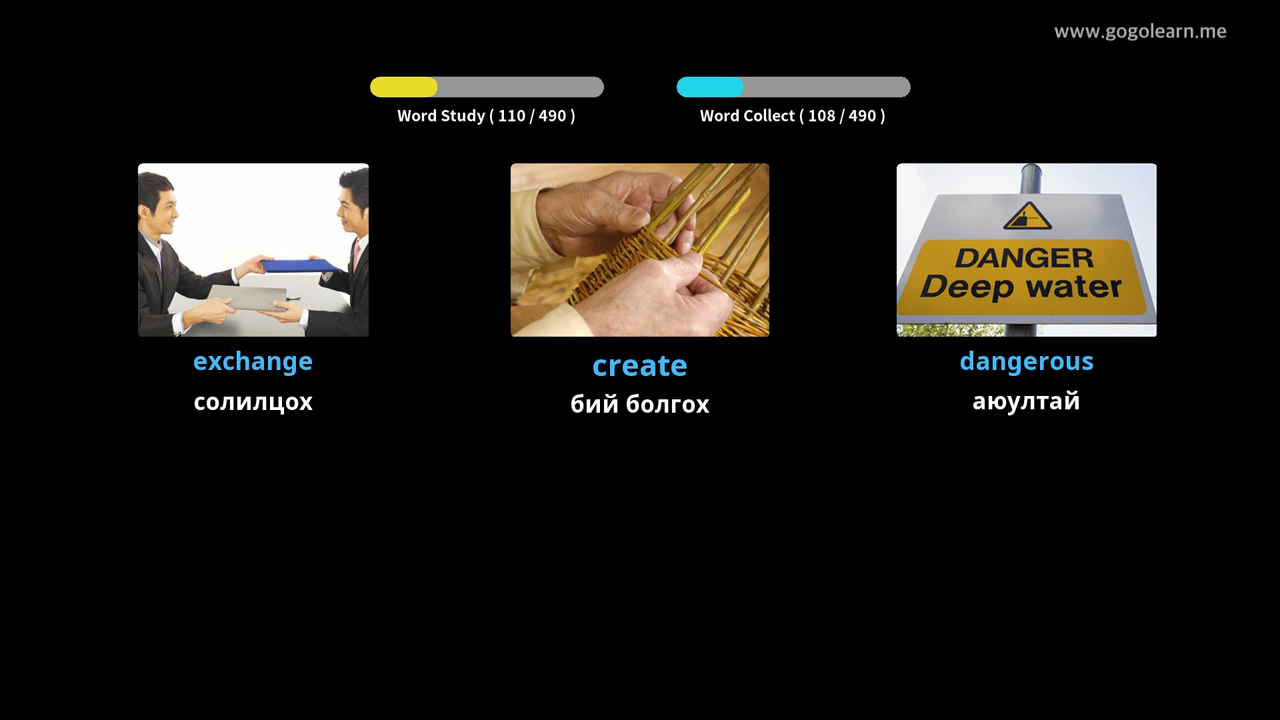 www.gogolearn.me
Word Study ( 110 / 490 )
Word Collect ( 108 / 490 )
DANGER
Deep water
exchange
create
dangerous
солилцох
бий болгох
аюултай